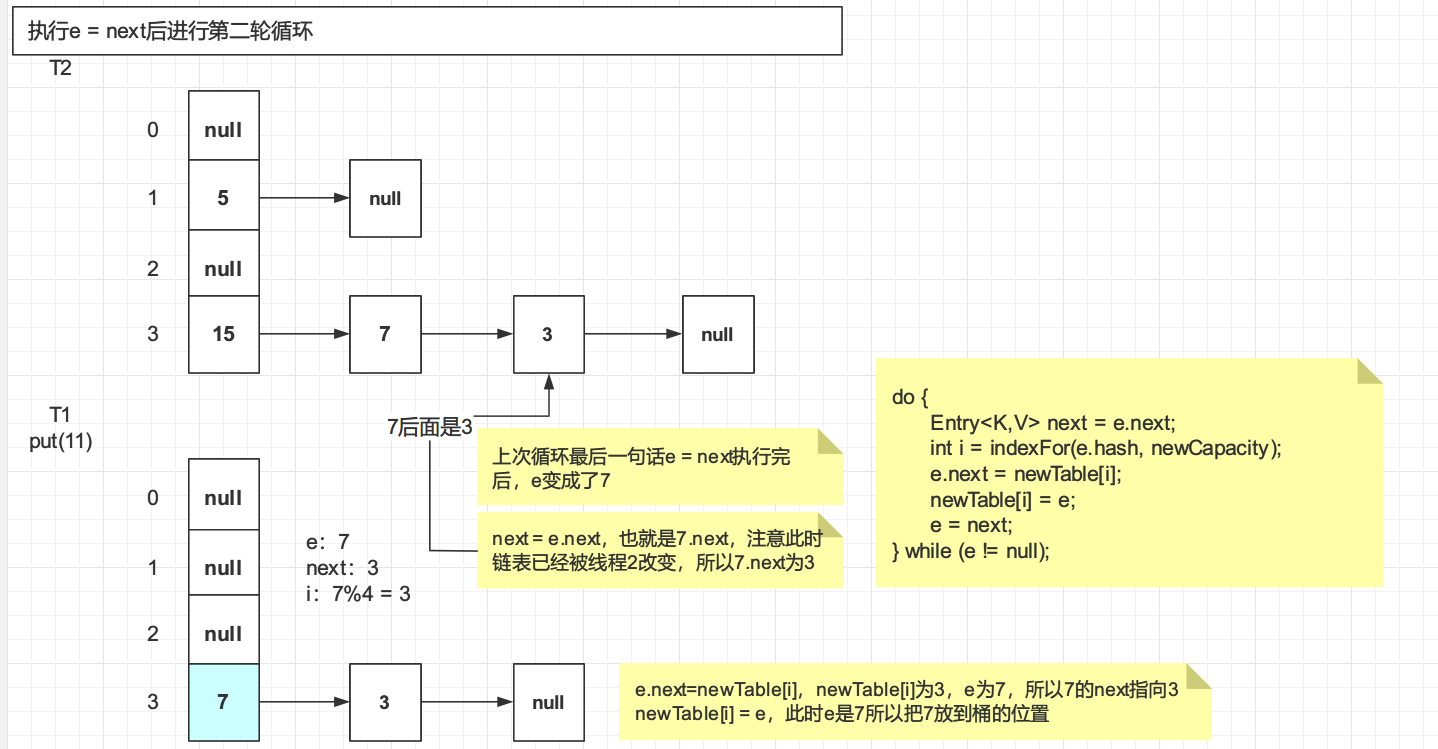 执行e = next后进行第二轮循环
T2
0
null
1
5
null
2
null
3
15
7
3
null
T1
put(11)
7后面是3
上次循环最后一句话e = next执行完
后，e变成了7
next = e.next，也就是7.next，注意此时
链表已经被线程2改变，所以7.next为3
do {
Entry<K,V> next = e.next;
int i = indexFor(e.hash, newCapacity);
e.next = newTable[i];
newTable[i] = e;
e = next;
} while (e != null);
0
null
1
null
2
null
e：7
next：3
i：7%4 = 3
3
7
3
null
e.next=newTable[i]，newTable[i]为3，e为7，所以7的next指向3
newTable[i] = e，此时e是7所以把7放到桶的位置